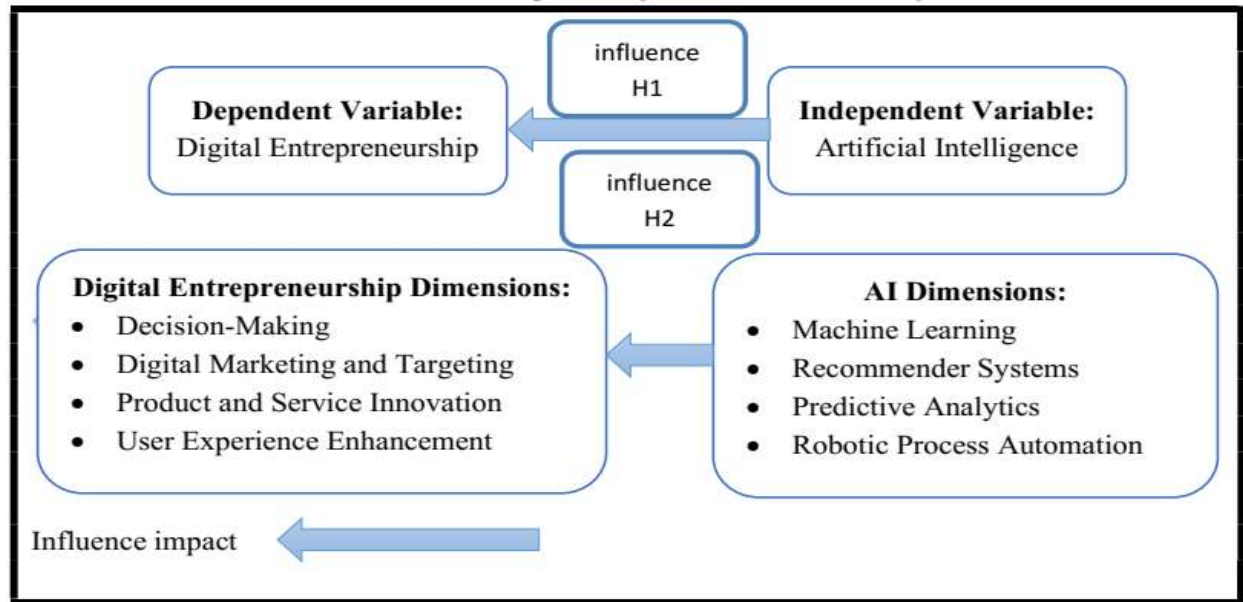 influence
H1
Dependent Variable:
Digital Entrepreneurship
Independent Variable:
Artificial Intelligence
influence
H2
Digital Entrepreneurship Dimensions:
• Decision-Making
• Digital Marketing and Targeting
• Product and Service Innovation
• User Experience Enhancement
AI Dimensions:
• Machine Learning
• Recommender Systems
• Predictive Analytics
• Robotic Process Automation
Influence impact